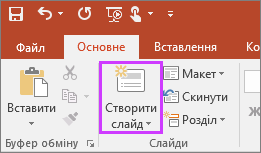 Файл Основне Вставлення
Вставити
Створити
слайд
Макет
Скинути
Розділ
Буфер обміну
Слайди